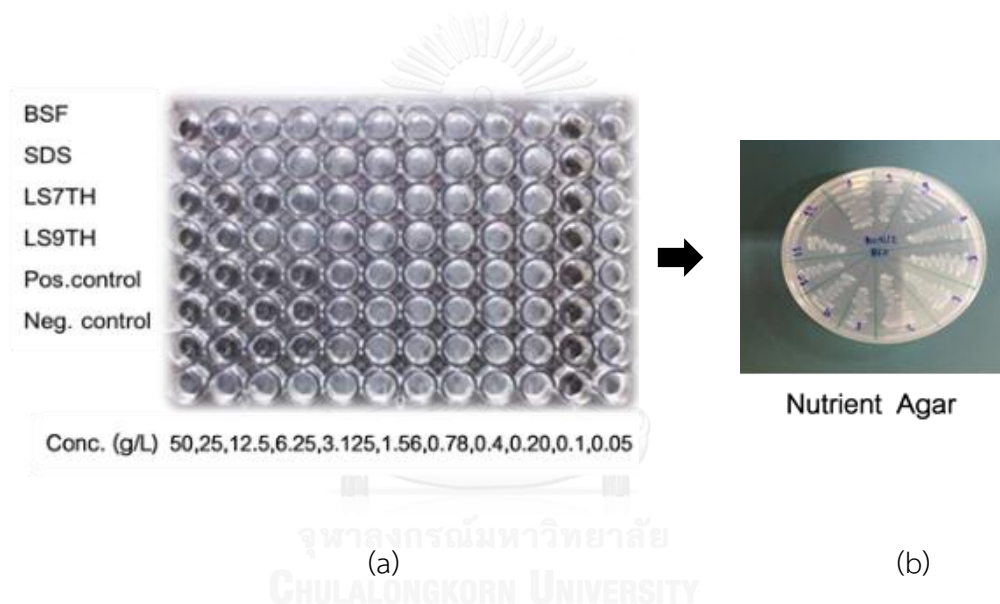 BSF
SDS
LS7TH
LS9TH
Pos.control
Neg. control
Conc. (g/L) 50,25,12.5,6.25,3.125,1.56,0.78,0.4,0.20,0.1,0.05
Nutrient Agar
(a)
(b)
จุฬาลงกรณ์มหาวิทยาลัย
CHULALONGKORN UNIVERSITY